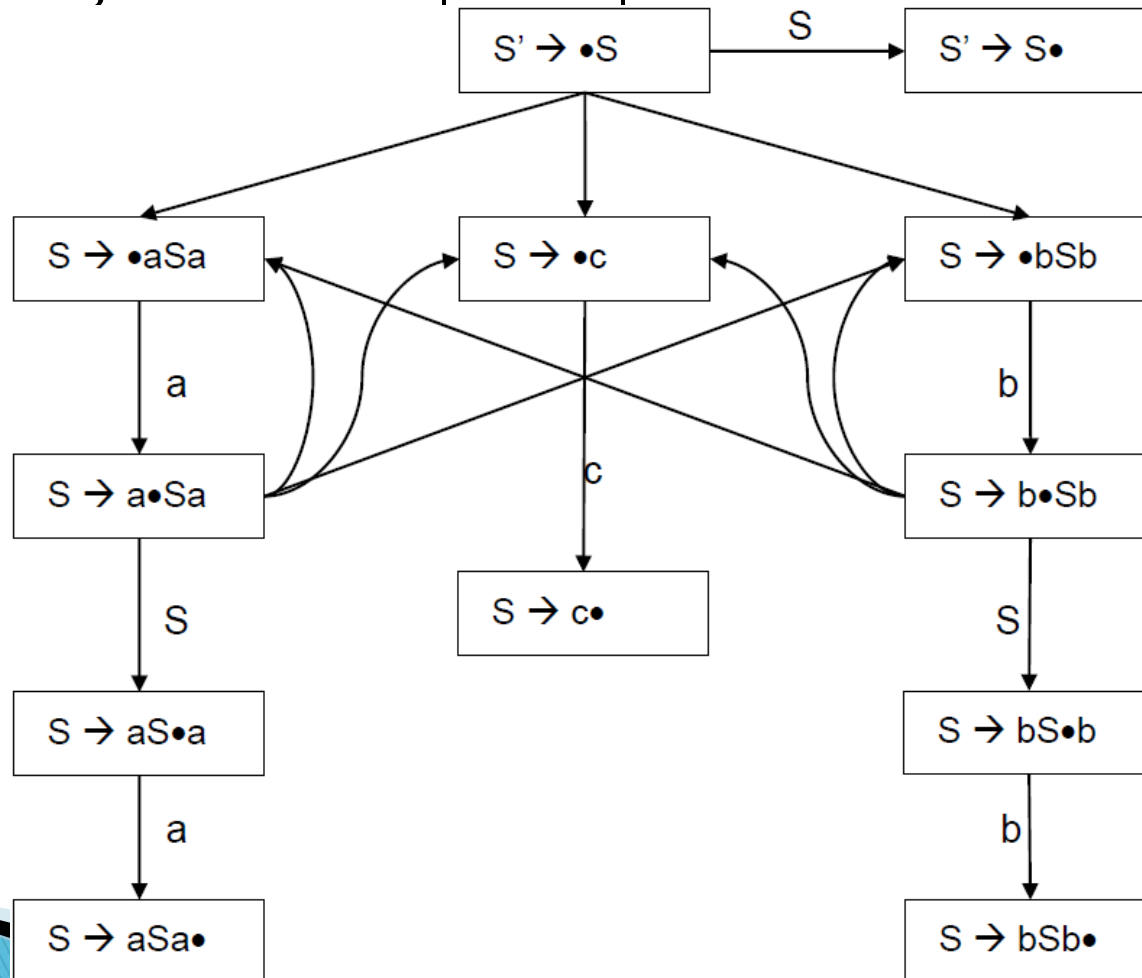 S’ → •S
S
S’ → S•
S → •aSa
S → •c
S → •bSb
a
b
S → a•Sa
c
S → b•Sb
S → c•
S
S
S → aS•a
S → bS•b
a
b
S → aSa•
S → bSb•